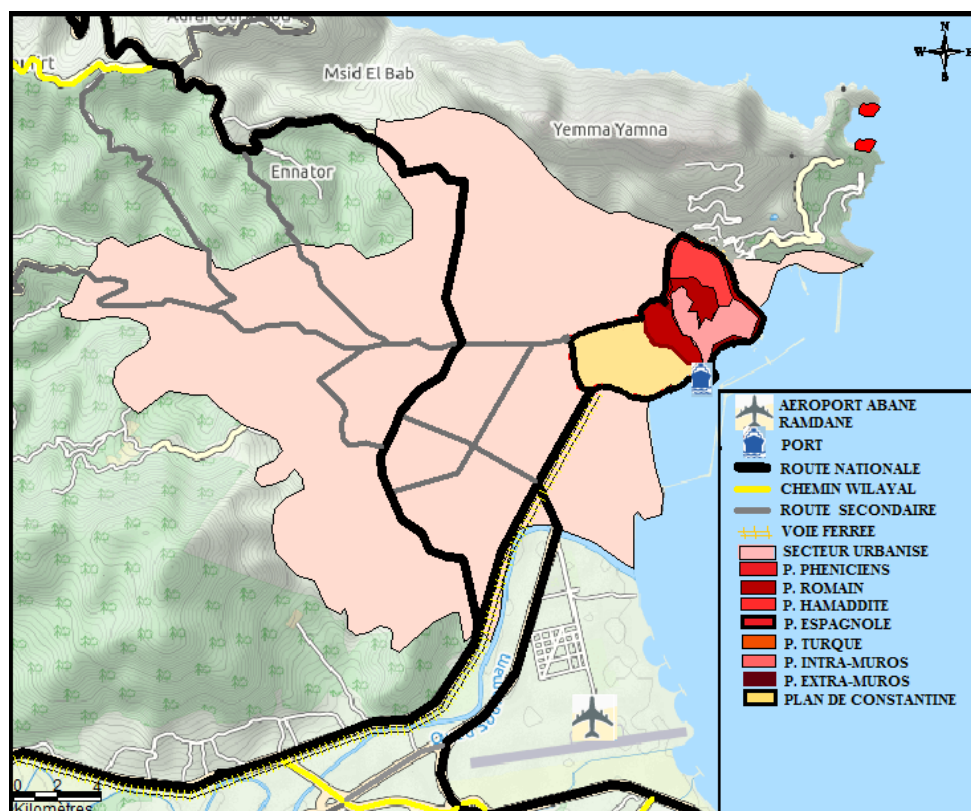 N
W E
S
Msid El Bab
Yemma Yamna
Ennator
AEROPORT ABANE
RAMDANE
PORT
ROUTE NATIONALE
CHEMIN WILAYAL
ROUTE SECONDAIRE
VOIE FERREE
SECTEUR URBANISE
P. PHENICIENS
P. ROMAIN
P. HAMADDITE
P. ESPAGNOLE
P. TURQUE
P. INTRA-MUROS
P. EXTRA-MUROS
PLAN DE CONSTANTINE
0 2 4
Kilomètres